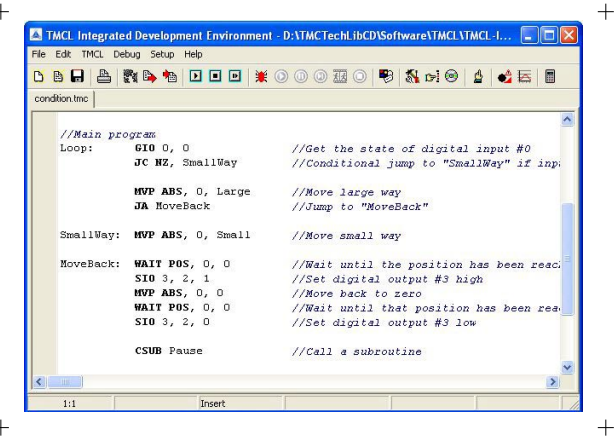 TMCL Integrated Development Environment - D:\TMCTechLibCD\Software\TMCL\TMCL-I...
File Edit TMCL Debug Setup Help
condition.tmc
//Main program
Loop: GIO 0, 0 //Get the state of digital input #0
JC NZ, SmallWay //Conditional jump to "SmallWay" if inp
MVP ABS, 0, Large //Move large way
JA MoveBack //Jump to "MoveBack"
SmallWay: MVP ABS, 0, Small //Move small way
MoveBack: WAIT POS, 0, 0 //Wait until the position has been reac
SIO 3, 2, 1 //Set digital output #3 high
MVP ABS, 0, 0 //Move back to zero
WAIT POS, 0, 0 //Wait until that position has been rea
SIO 3, 2, 0 //Set digital output #3 low
CSUB Pause //Call a subroutine
1:1 Insert